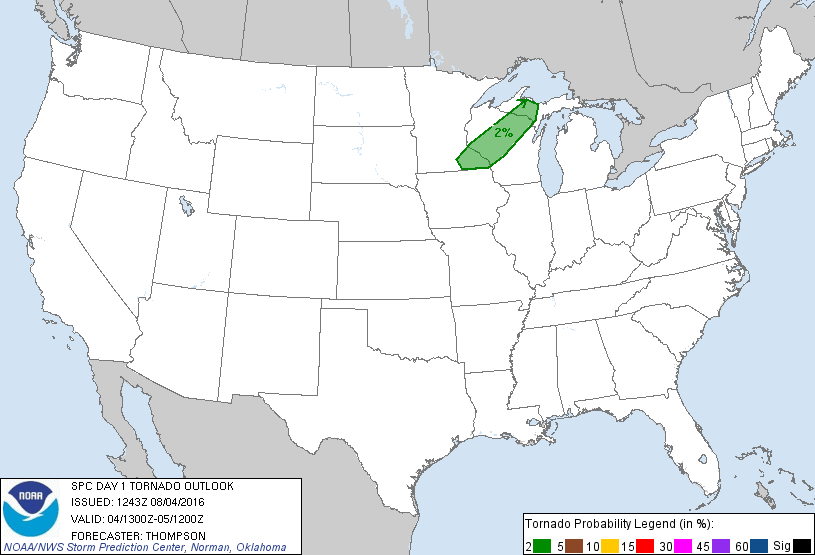 2%
NOAA
SPC DAY 1 TORNADO OUTLOOK
ISSUED: 1243Z 08/04/2016
VALID: 04/1300Z-05/1200Z
FORECASTER: THOMPSON
NOAA/NWS Storm Prediction Center, Norman, Oklahoma
Tornado Probability Legend (in %):
2 5 10 15 30 45 60 Sig